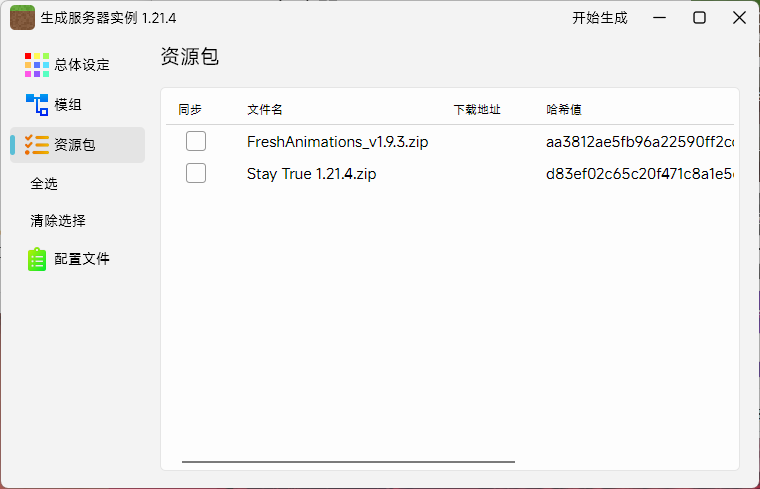 生成服务器实例 1.21.4
开始生成
总体设定
模组
资源包
全选
清除选择
配置文件
资源包
同步 文件名 下载地址 哈希值
FreshAnimations_v1.9.3.zip aa3812ae5fb96a22590ff2c
Stay True 1.21.4.zip d83ef02c65c20f471c8a1e5